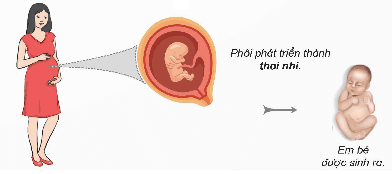 Phôi phát triển thành
thai nhi.
Em bé
được sinh ra.